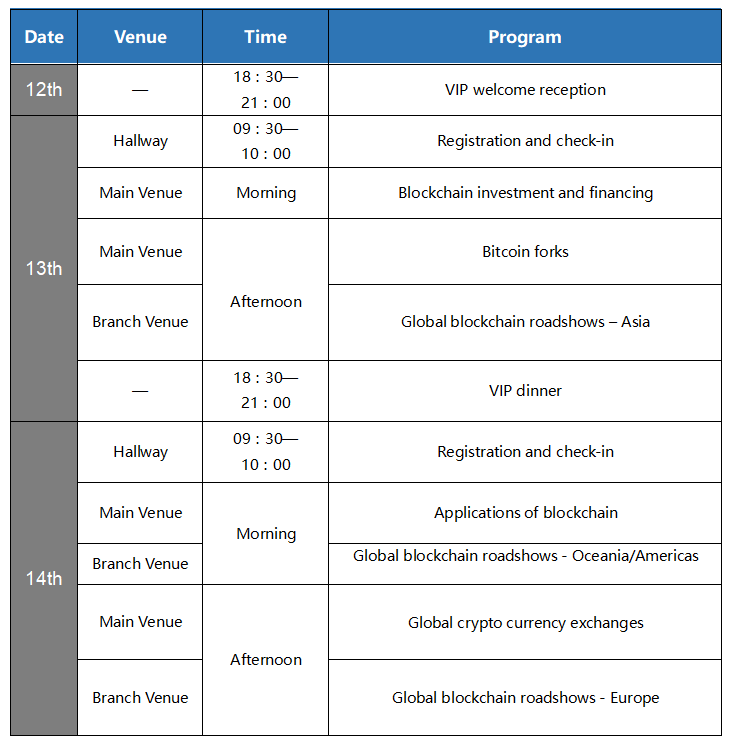 Date Venue Time Program
12th — 18：30—
21：00 VIP welcome reception
13th
Hallway 09：30—
10：00 Registration and check-in
Main Venue Morning Blockchain investment and financing
Main Venue Afternoon Bitcoin forks
Branch Venue Global blockchain roadshows – Asia
— 18：30—
21：00 VIP dinner
14th
Hallway 09：30—
10：00 Registration and check-in
Main Venue Morning Applications of blockchain
Branch Venue Global blockchain roadshows - Oceania/Americas
Main Venue Afternoon Global crypto currency exchanges
Branch Venue Global blockchain roadshows - Europe